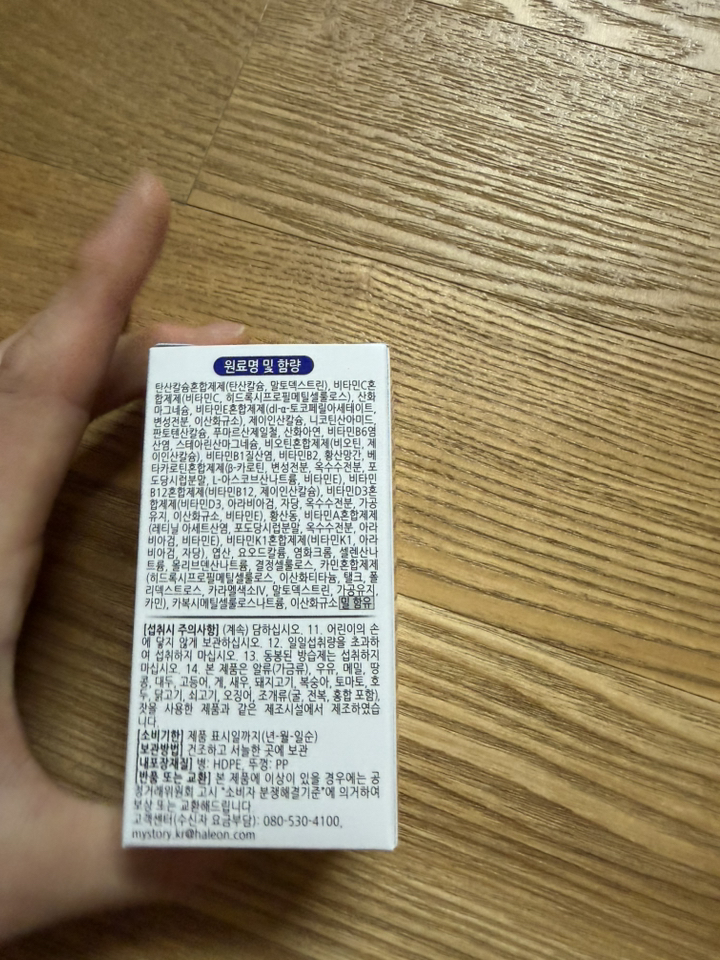 원료명 및 함량
탄산칼슘혼합제제(탄산칼슘, 말토덱스트린), 비타민C혼
합제제(비타민C, 히드록시프로필메틸셀룰로스), 산화
마그네슘, 비타민E혼합제제(dl-α-토코페릴아세테이트,
변성전분, 이산화규소), 제이인산칼슘, 니코틴산아미드,
판토텐산칼슘, 푸마르산제일철, 산화아연, 비타민B6염
산염, 스테아린산마그네슘, 비오틴혼합제제(비오틴, 제
이인산칼슘), 비타민B1질산염, 비타민B2, 황산망간, 베
타카로틴혼합제제(β-카로틴, 변성전분, 옥수수전분, 포
도당시럽분말, L-아스코브산나트륨, 비타민E), 비타민
B12혼합제제(비타민B12, 제이인산칼슘), 비타민D3혼
합제제(비타민D3, 아라비아검, 자당, 옥수수전분, 가공
유지, 이산화규소, 비타민E), 황산동, 비타민A혼합제제
(레티닐 아세트산염, 포도당시럽분말, 옥수수전분, 아라
비아검, 비타민E), 비타민K1혼합제제(비타민K1, 아라
비아검, 자당), 엽산, 요오드칼륨, 염화크롬, 셀렌산나
트륨, 몰리브덴산나트륨, 결정셀룰로스, 카민혼합제제
(히드록시프로필메틸셀룰로스, 이산화티타늄, 탤크, 폴
리덱스트로스, 카라멜색소IV, 말토덱스트린, 가공유지,
카민), 카복시메틸셀룰로스나트륨, 이산화규소 밀 함유
[섭취시 주의사항] (계속) 담하십시오. 11. 어린이의 손
에 닿지 않게 보관하십시오. 12. 일일섭취량을 초과하
여 섭취하지 마십시오. 13. 동봉된 방습제는 섭취하지
마십시오. 14. 본 제품은 알류(가금류), 우유, 메밀, 땅
콩, 대두, 고등어, 게, 새우, 돼지고기, 복숭아, 토마토, 호
두, 닭고기, 쇠고기, 오징어, 조개류(굴, 전복, 홍합 포함),
잣을 사용한 제품과 같은 제조시설에서 제조하였습
니다.
[소비기한] 제품 표시일까지(년-월-일순)
[보관방법] 건조하고 서늘한 곳에 보관
[내포장재질] 병: HDPE, 뚜껑: PP
[반품 또는 교환] 본 제품에 이상이 있을 경우에는 공
정거래위원회 고시 "소비자 분쟁해결기준"에 의거하여
보상 또는 교환해드립니다.
고객센터(수신자 요금부담): 080-530-4100,
mystory.kr@haleon.com